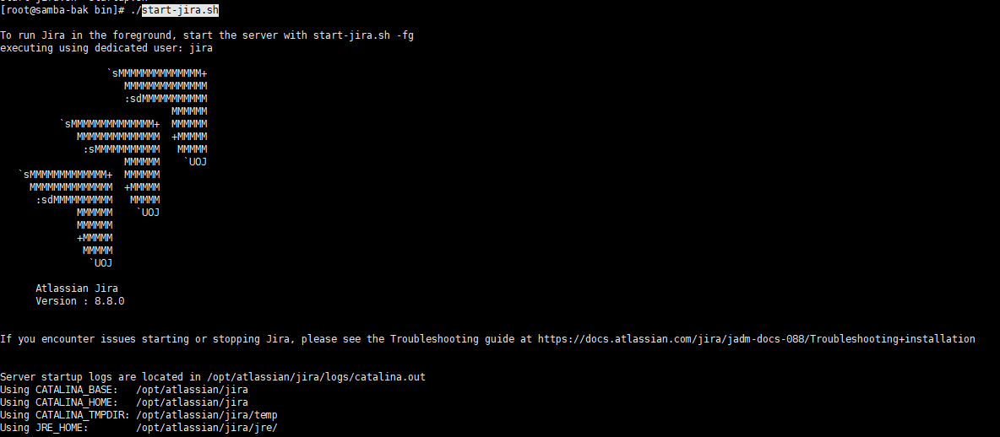 [root@samba-bak bin]# ./start-jira.sh
To run Jira in the foreground, start the server with start-jira.sh -fg
executing using dedicated user: jira
`sMMMMMMMMMMMMMM+
MMMMMMMMMMMMMM
:sdMMMMMMMMMMM
MMMMMM
`sMMMMMMMMMMMMMM+  MMMMMM
MMMMMMMMMMMMMM  +MMMMM
:sMMMMMMMMMMM   MMMMM
MMMMMM    `UOJ
`sMMMMMMMMMMMMM+  MMMMMM
MMMMMMMMMMMMMM  +MMMMM
:sdMMMMMMMMMM   MMMMM
MMMMMM    `UOJ
MMMMMM
+MMMMM
MMMMM
`UOJ
Atlassian Jira
Version : 8.8.0
If you encounter issues starting or stopping Jira, please see the Troubleshooting guide at https://docs.atlassian.com/jira/jadm-docs-088/Troubleshooting+installation
Server startup logs are located in /opt/atlassian/jira/logs/catalina.out
Using CATALINA_BASE:   /opt/atlassian/jira
Using CATALINA_HOME:   /opt/atlassian/jira
Using CATALINA_TMPDIR: /opt/atlassian/jira/temp
Using JRE_HOME:        /opt/atlassian/jira/jre/